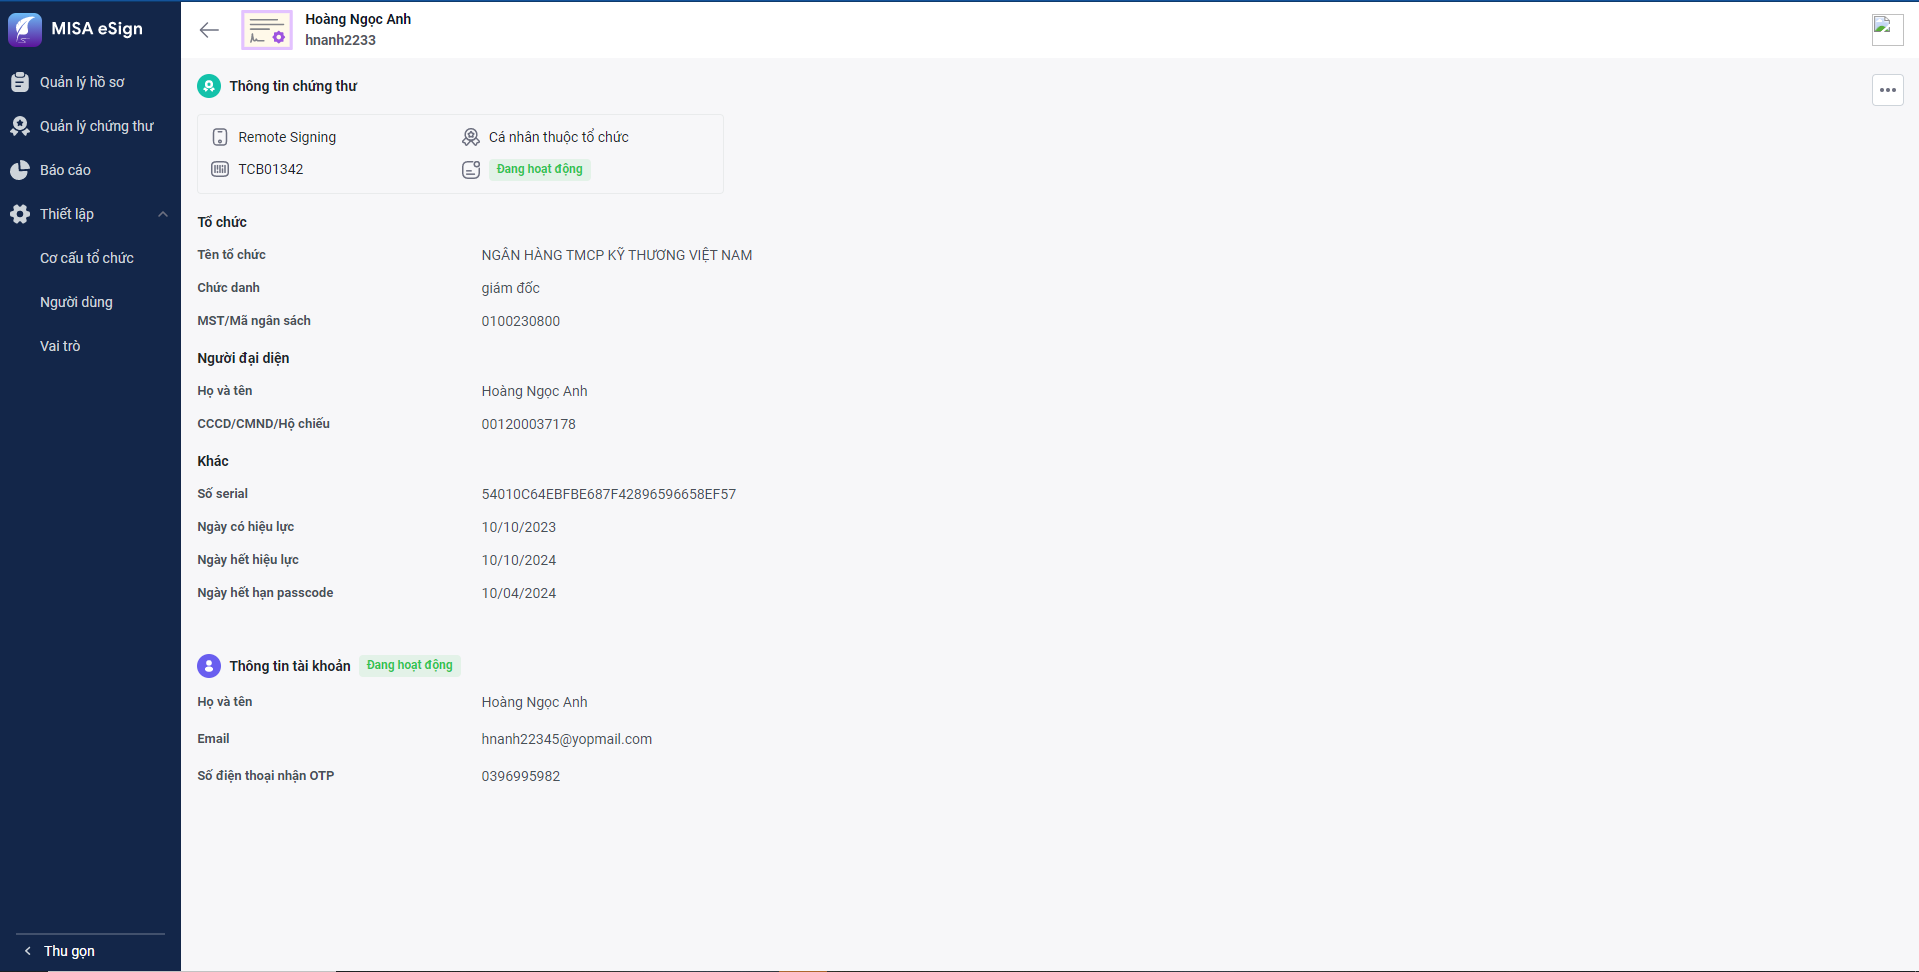 MISA eSign
Quản lý hồ sơ
Quản lý chứng thư
Báo cáo
Thiết lập
Cơ cấu tổ chức
Người dùng
Vai trò
Thu gọn
Hoàng Ngọc Anh
hnanh2233
Thông tin chứng thư
Remote Signing
Cá nhân thuộc tổ chức
TCB01342
Đang hoạt động
Tổ chức
Tên tổ chức NGÂN HÀNG TMCP KỸ THƯƠNG VIỆT NAM
Chức danh giám đốc
MST/Mã ngân sách 0100230800
Người đại diện
Họ và tên Hoàng Ngọc Anh
CCCD/CMND/Hộ chiếu 001200037178
Khác
Số serial 54010C64EBFBE687F42896596658EF57
Ngày có hiệu lực 10/10/2023
Ngày hết hiệu lực 10/10/2024
Ngày hết hạn passcode 10/04/2024
Thông tin tài khoản Đang hoạt động
Họ và tên Hoàng Ngọc Anh
Email hnanh22345@yopmail.com
Số điện thoại nhận OTP 0396995982